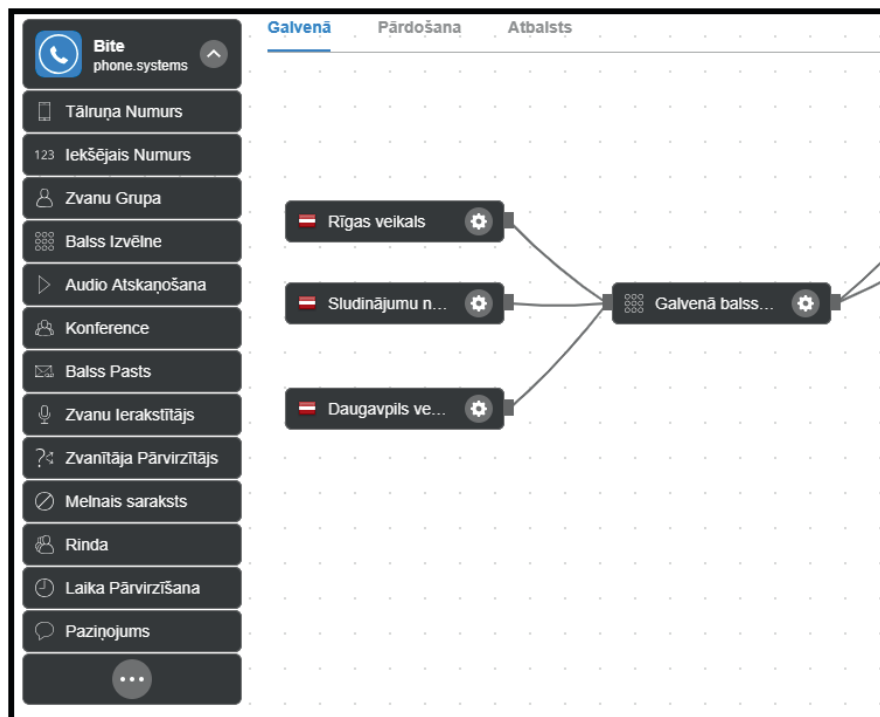 Galvenā
Pārdošana
Atbalsts
Bite
phone.systems
Tālruņa Numurs
123 Iekšējais Numurs
Zvanu Grupa
Balss Izvēlne
Audio Atskaņošana
Konference
Balss Pasts
Zvanu Ierakstītājs
Zvanītāja Pārvirzītājs
Melnais saraksts
Rinda
Laika Pārvirzīšana
Paziņojums
Rīgas veikals
Sludinājumu n...
Daugavpils ve...
Galvenā balss...